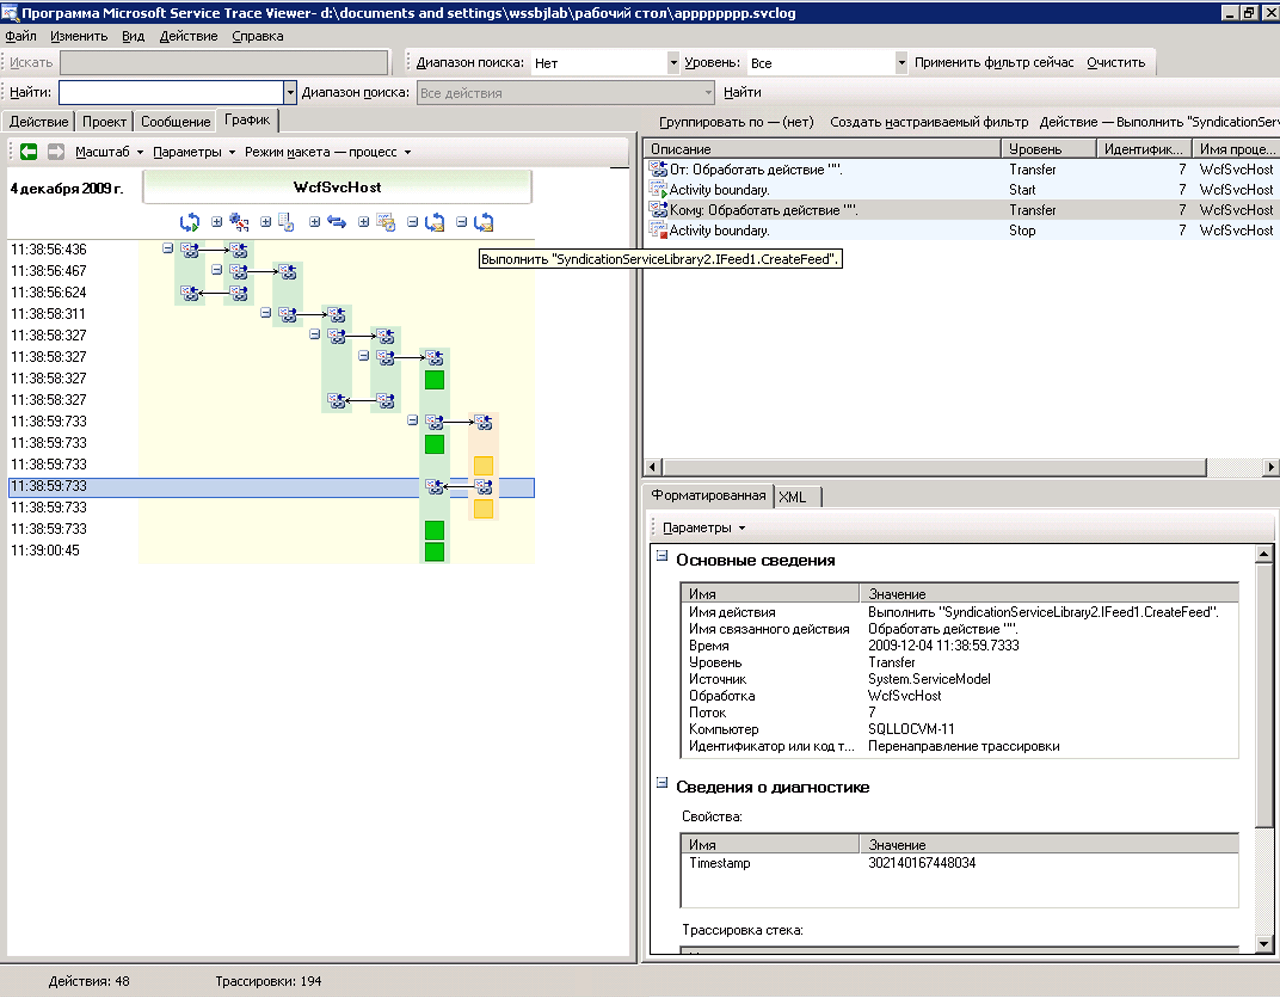 Программа Microsoft Service Trace Viewer- d:\documents and settings\wssbjlab\рабочий стол\apppppppp.svclog
Файл Изменить Вид Действие Справка
Искать Диапазон поиска: Нет Уровень: Все Применить фильтр сейчас Очистить
Найти: Диапазон поиска: Все действия Найти
Действие Проект Сообщение График
Масштаб Параметры Режим макета — процесс
4 декабря 2009 г. WcfSvcHost
11:38:56:436
11:38:56:467
11:38:56:624
11:38:58:311
11:38:58:327
11:38:58:327
11:38:58:327
11:38:58:327
11:38:59:733
11:38:59:733
11:38:59:733
11:38:59:733
11:38:59:733
11:38:59:733
11:39:00:45
Выполнить "SyndicationServiceLibrary2.IFeed1.CreateFeed".
Группировать по — (нет) Создать настраиваемый фильтр Действие — Выполнить "SyndicationServ
Описание Уровень Идентифик... Имя проце...
От: Обработать действие "". Transfer 7 WcfSvcHost
Activity boundary. Start 7 WcfSvcHost
Кому: Обработать действие "". Transfer 7 WcfSvcHost
Activity boundary. Stop 7 WcfSvcHost
Форматированная XML
Параметры
Основные сведения
Имя Значение
Имя действия Выполнить "SyndicationServiceLibrary2.IFeed1.CreateFeed".
Имя связанного действия Обработать действие "".
Время 2009-12-04 11:38:59.7333
Уровень Transfer
Источник System.ServiceModel
Обработка WcfSvcHost
Поток 7
Компьютер SQLLOCVM-11
Идентификатор или код т... Перенаправление трассировки
Сведения о диагностике
Свойства:
Имя Значение
Timestamp 302140167448034
Трассировка стека:
Действия: 48 Трассировки: 194